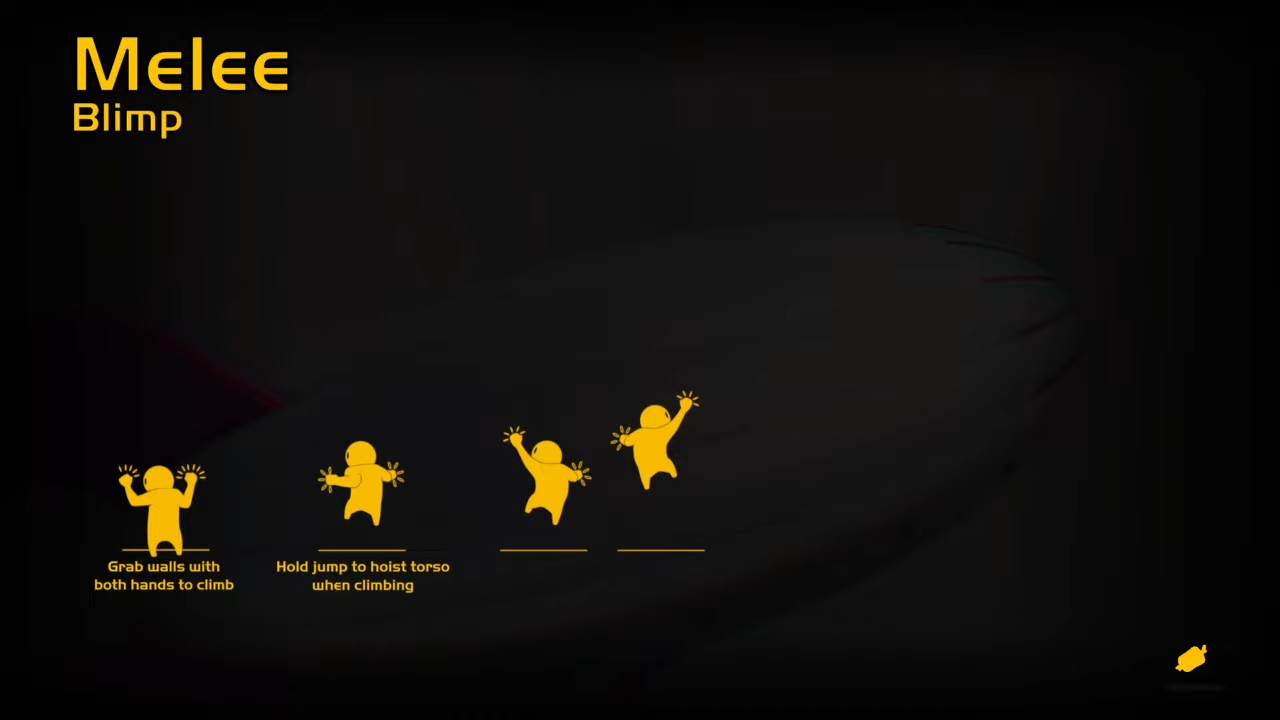 Melee
Blimp
Grab walls with
both hands to climb
Hold jump to hoist torso
when climbing